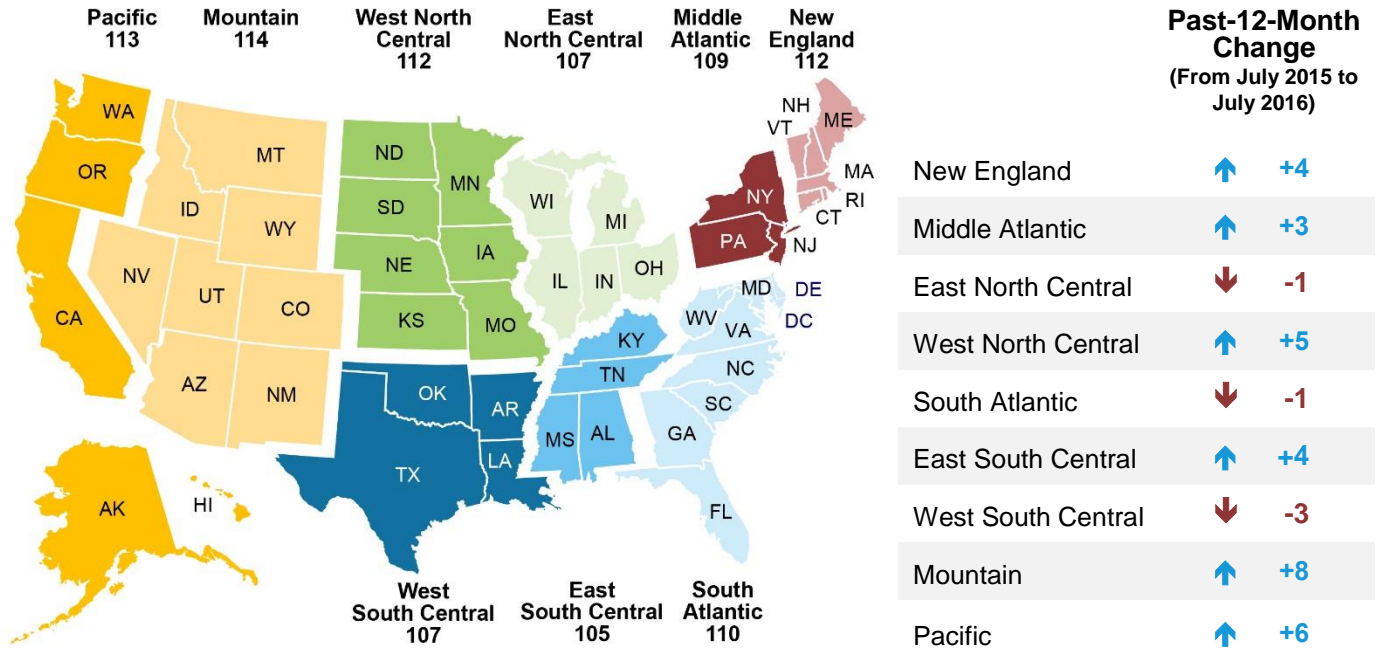 Pacific
113
Mountain
114
West North
Central
112
East
North Central
107
Middle
Atlantic
109
New
England
112
WA
OR
CA
AK
HI
MT
ID
WY
NV
UT
CO
AZ
NM
ND
SD
NE
KS
MN
IA
MO
WI
MI
IL
IN
OH
NY
PA
NJ
NH
VT
ME
MA
RI
CT
OK
AR
TX
LA
KY
TN
MS
AL
MD
DE
DC
WV
VA
NC
SC
GA
FL
West
South Central
107
East
South Central
105
South
Atlantic
110
Past-12-Month
Change
(From July 2015 to
July 2016)
New England +4
Middle Atlantic +3
East North Central -1
West North Central +5
South Atlantic -1
East South Central +4
West South Central -3
Mountain +8
Pacific +6